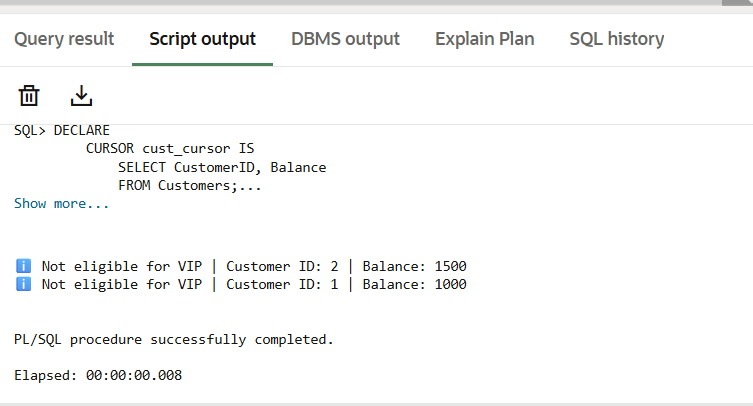 Query result Script output DBMS output Explain Plan SQL history
SQL> DECLARE
         CURSOR cust_cursor IS
             SELECT CustomerID, Balance
             FROM Customers;...
Show more...
ℹ️ Not eligible for VIP | Customer ID: 2 | Balance: 1500
ℹ️ Not eligible for VIP | Customer ID: 1 | Balance: 1000
PL/SQL procedure successfully completed.
Elapsed: 00:00:00.008